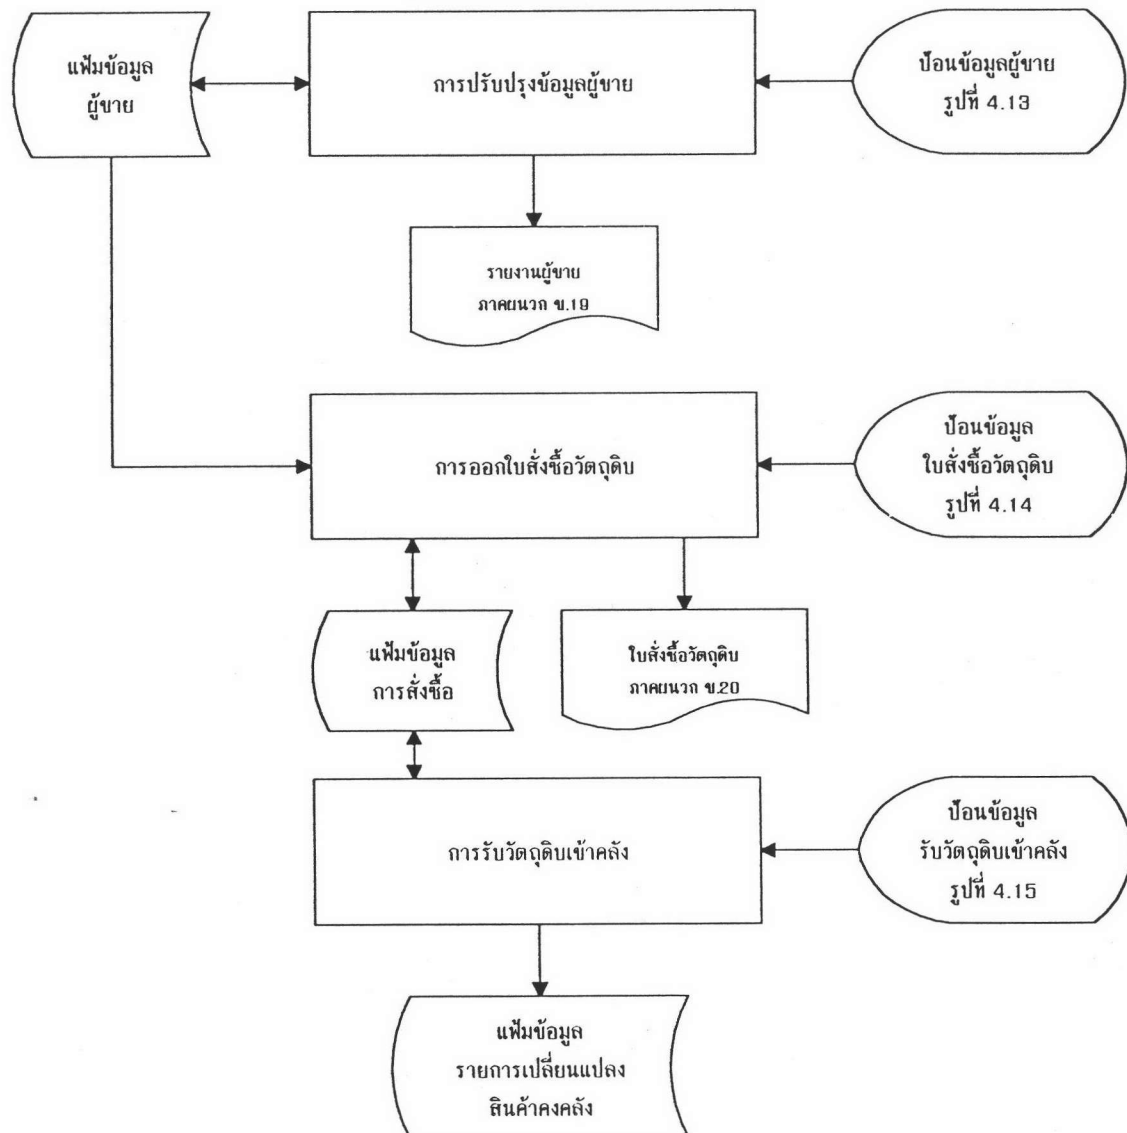 แฟ้มข้อมูล
ผู้ขาย
การปรับปรุงข้อมูลผู้ขาย
ป้อนข้อมูลผู้ขาย
รูปที่ 4.13
รายงานผู้ขาย
ภาคผนวก ข.19
การออกใบสั่งซื้อวัตถุดิบ
ป้อนข้อมูล
ใบสั่งซื้อวัตถุดิบ
รูปที่ 4.14
แฟ้มข้อมูล
การสั่งซื้อ
ใบสั่งซื้อวัตถุดิบ
ภาคผนวก ข.20
การรับวัตถุดิบเข้าคลัง
ป้อนข้อมูล
รับวัตถุดิบเข้าคลัง
รูปที่ 4.15
แฟ้มข้อมูล
รายการเปลี่ยนแปลง
สินค้าคงคลัง